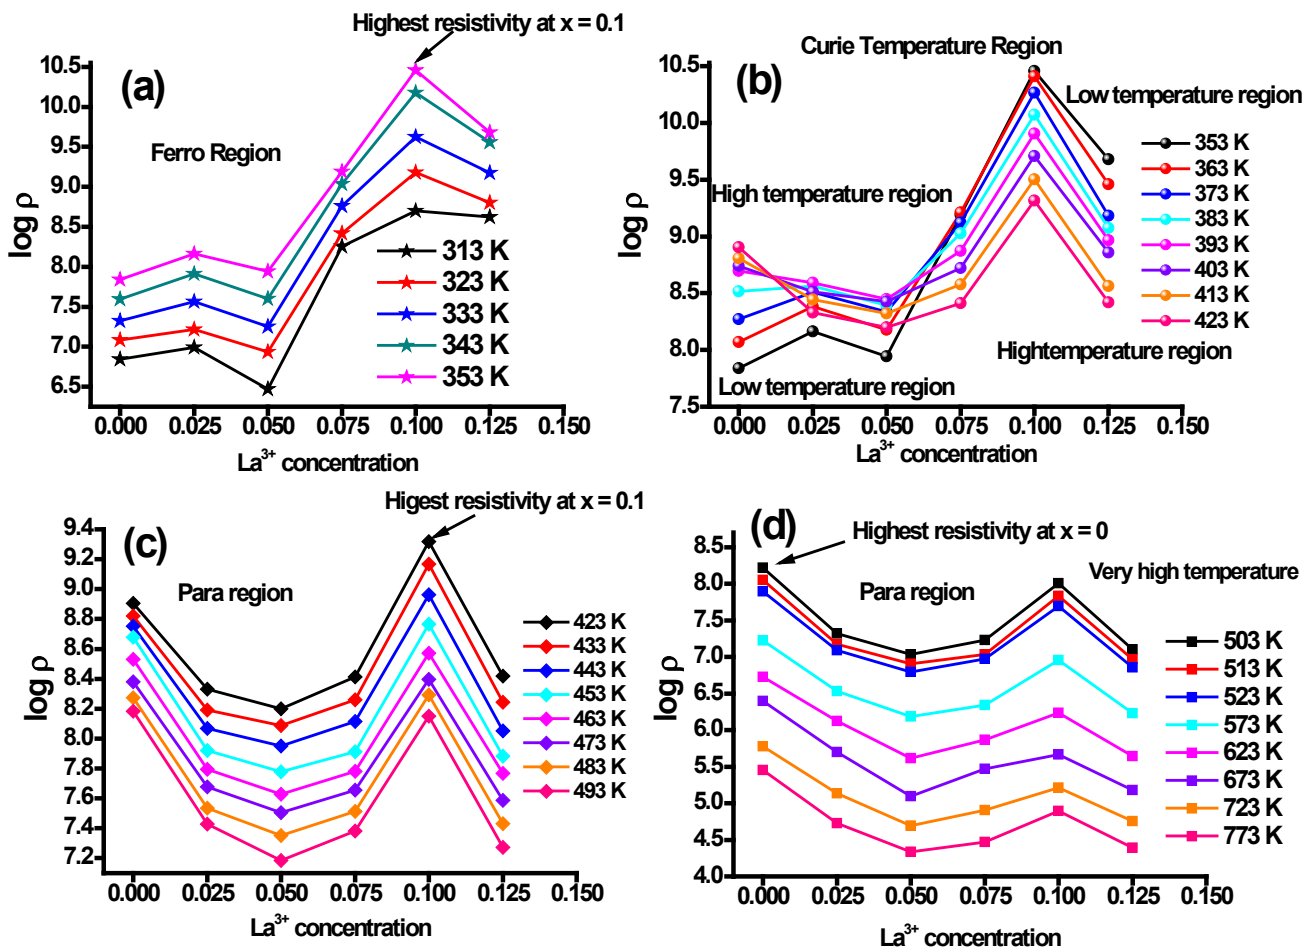 Highest resistivity at x = 0.1
(a)
Ferro Region
log ρ
10.5
10.0
9.5
9.0
8.5
8.0
7.5
7.0
6.5
313 K
323 K
333 K
343 K
353 K
0.000 0.025 0.050 0.075 0.100 0.125 0.150
La³⁺ concentration
Curie Temperature Region
(b)
Low temperature region
High temperature region
log ρ
10.5
10.0
9.5
9.0
8.5
8.0
7.5
353 K
363 K
373 K
383 K
393 K
403 K
413 K
423 K
Hightemperature region
Low temperature region
0.000 0.025 0.050 0.075 0.100 0.125 0.150
La³⁺ concentration
Higest resistivity at x = 0.1
(c)
Para region
log ρ
9.4
9.2
9.0
8.8
8.6
8.4
8.2
8.0
7.8
7.6
7.4
7.2
423 K
433 K
443 K
453 K
463 K
473 K
483 K
493 K
0.000 0.025 0.050 0.075 0.100 0.125 0.150
La³⁺ concentration
(d)
Highest resistivity at x = 0
Very high temperature
Para region
log ρ
8.5
8.0
7.5
7.0
6.5
6.0
5.5
5.0
4.5
4.0
503 K
513 K
523 K
573 K
623 K
673 K
723 K
773 K
0.000 0.025 0.050 0.075 0.100 0.125 0.150
La³⁺ concentration